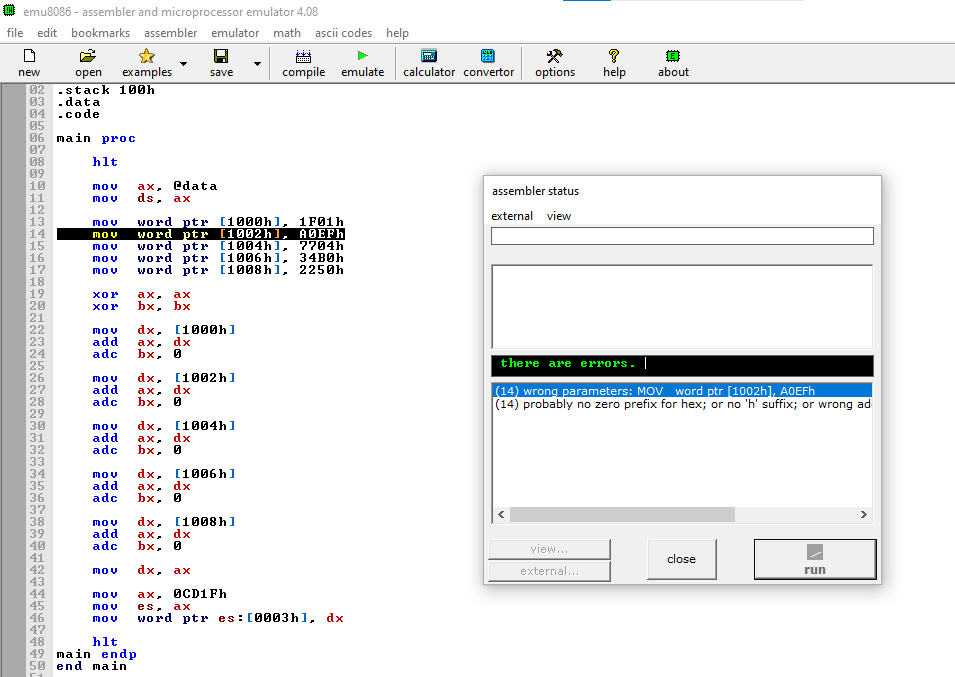 emu8086 - assembler and microprocessor emulator 4.08
file edit bookmarks assembler emulator math ascii codes help
new open examples save compile emulate calculator convertor options help about
02 .stack 100h
03 .data
04 .code
05
06 main proc
07
08 hlt
09
10 mov ax, @data
11 mov ds, ax
12
13 mov word ptr [1000h], 1F01h
14 mov word ptr [1002h], A0EFh
15 mov word ptr [1004h], 7704h
16 mov word ptr [1006h], 34B0h
17 mov word ptr [1008h], 2250h
18
19 xor ax, ax
20 xor bx, bx
21
22 mov dx, [1000h]
23 add ax, dx
24 adc bx, 0
25
26 mov dx, [1002h]
27 add ax, dx
28 adc bx, 0
29
30 mov dx, [1004h]
31 add ax, dx
32 adc bx, 0
33
34 mov dx, [1006h]
35 add ax, dx
36 adc bx, 0
37
38 mov dx, [1008h]
39 add ax, dx
40 adc bx, 0
41
42 mov dx, ax
43
44 mov ax, 0CD1Fh
45 mov es, ax
46 mov word ptr es:[0003h], dx
47
48 hlt
49 main endp
50 end main
assembler status
external view
there are errors.
(14) wrong parameters: MOV word ptr [1002h], A0EFh
(14) probably no zero prefix for hex; or no 'h' suffix; or wrong ad
view...
external...
close
run